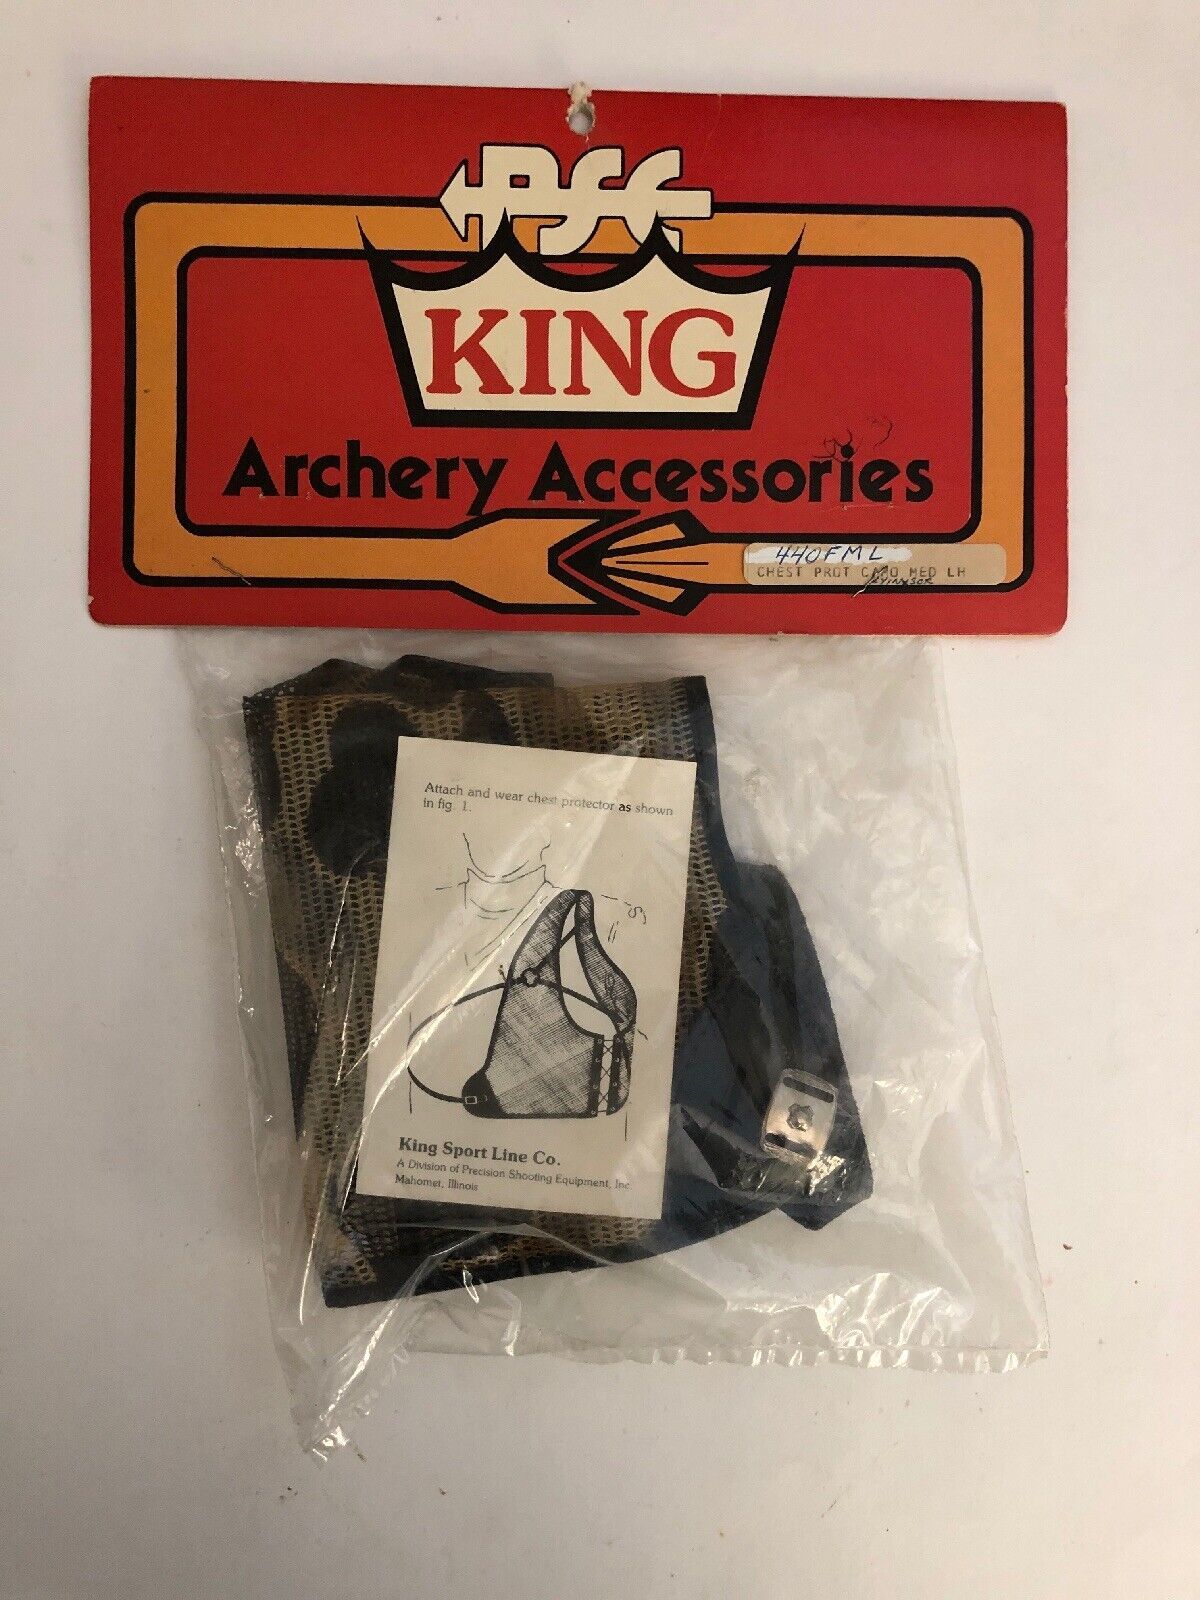 PSE
KING
Archery Accessories
440FML
CHEST PROT CAMO MED LH
Attach and wear chest protector as shown
in fig. 1.
King Sport Line Co.
A Division of Precision Shooting Equipment, Inc.
Mahomet, Illinois